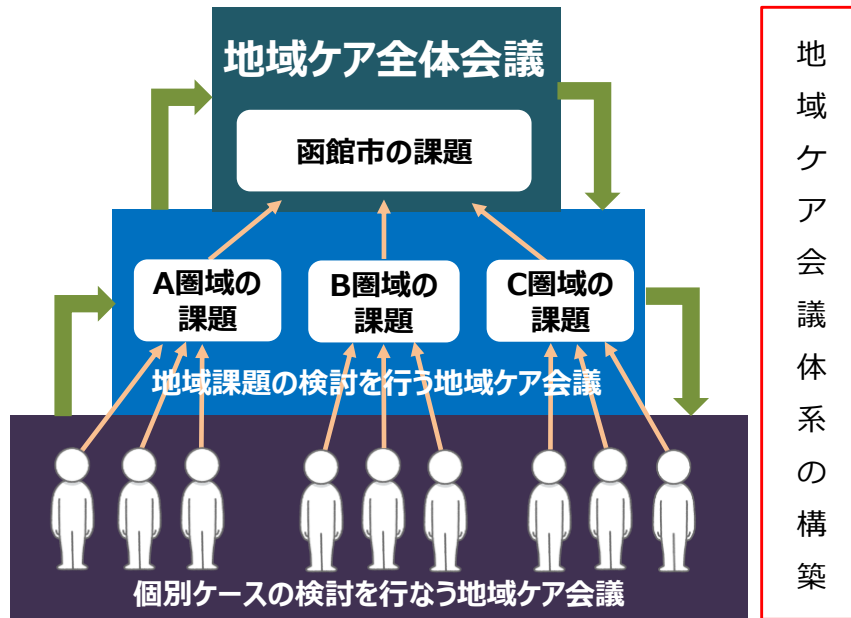 地域ケア全体会議
函館市の課題
A圏域の
課題
B圏域の
課題
C圏域の
課題
地域課題の検討を行う地域ケア会議
個別ケースの検討を行なう地域ケア会議
地域ケア会議体系の構築